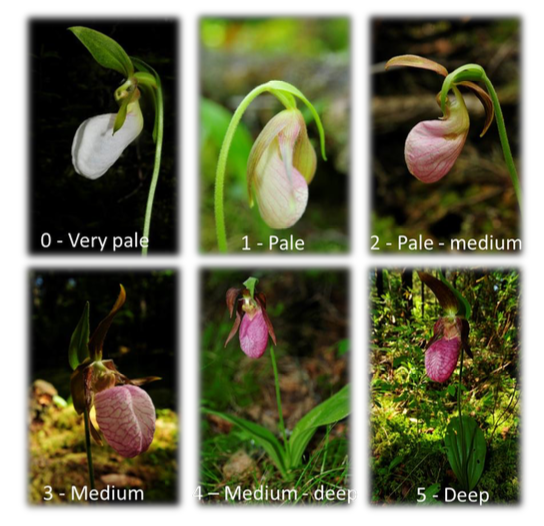 0 - Very pale
1 - Pale
2 - Pale - medium
3 - Medium
4 – Medium - deep
5 - Deep